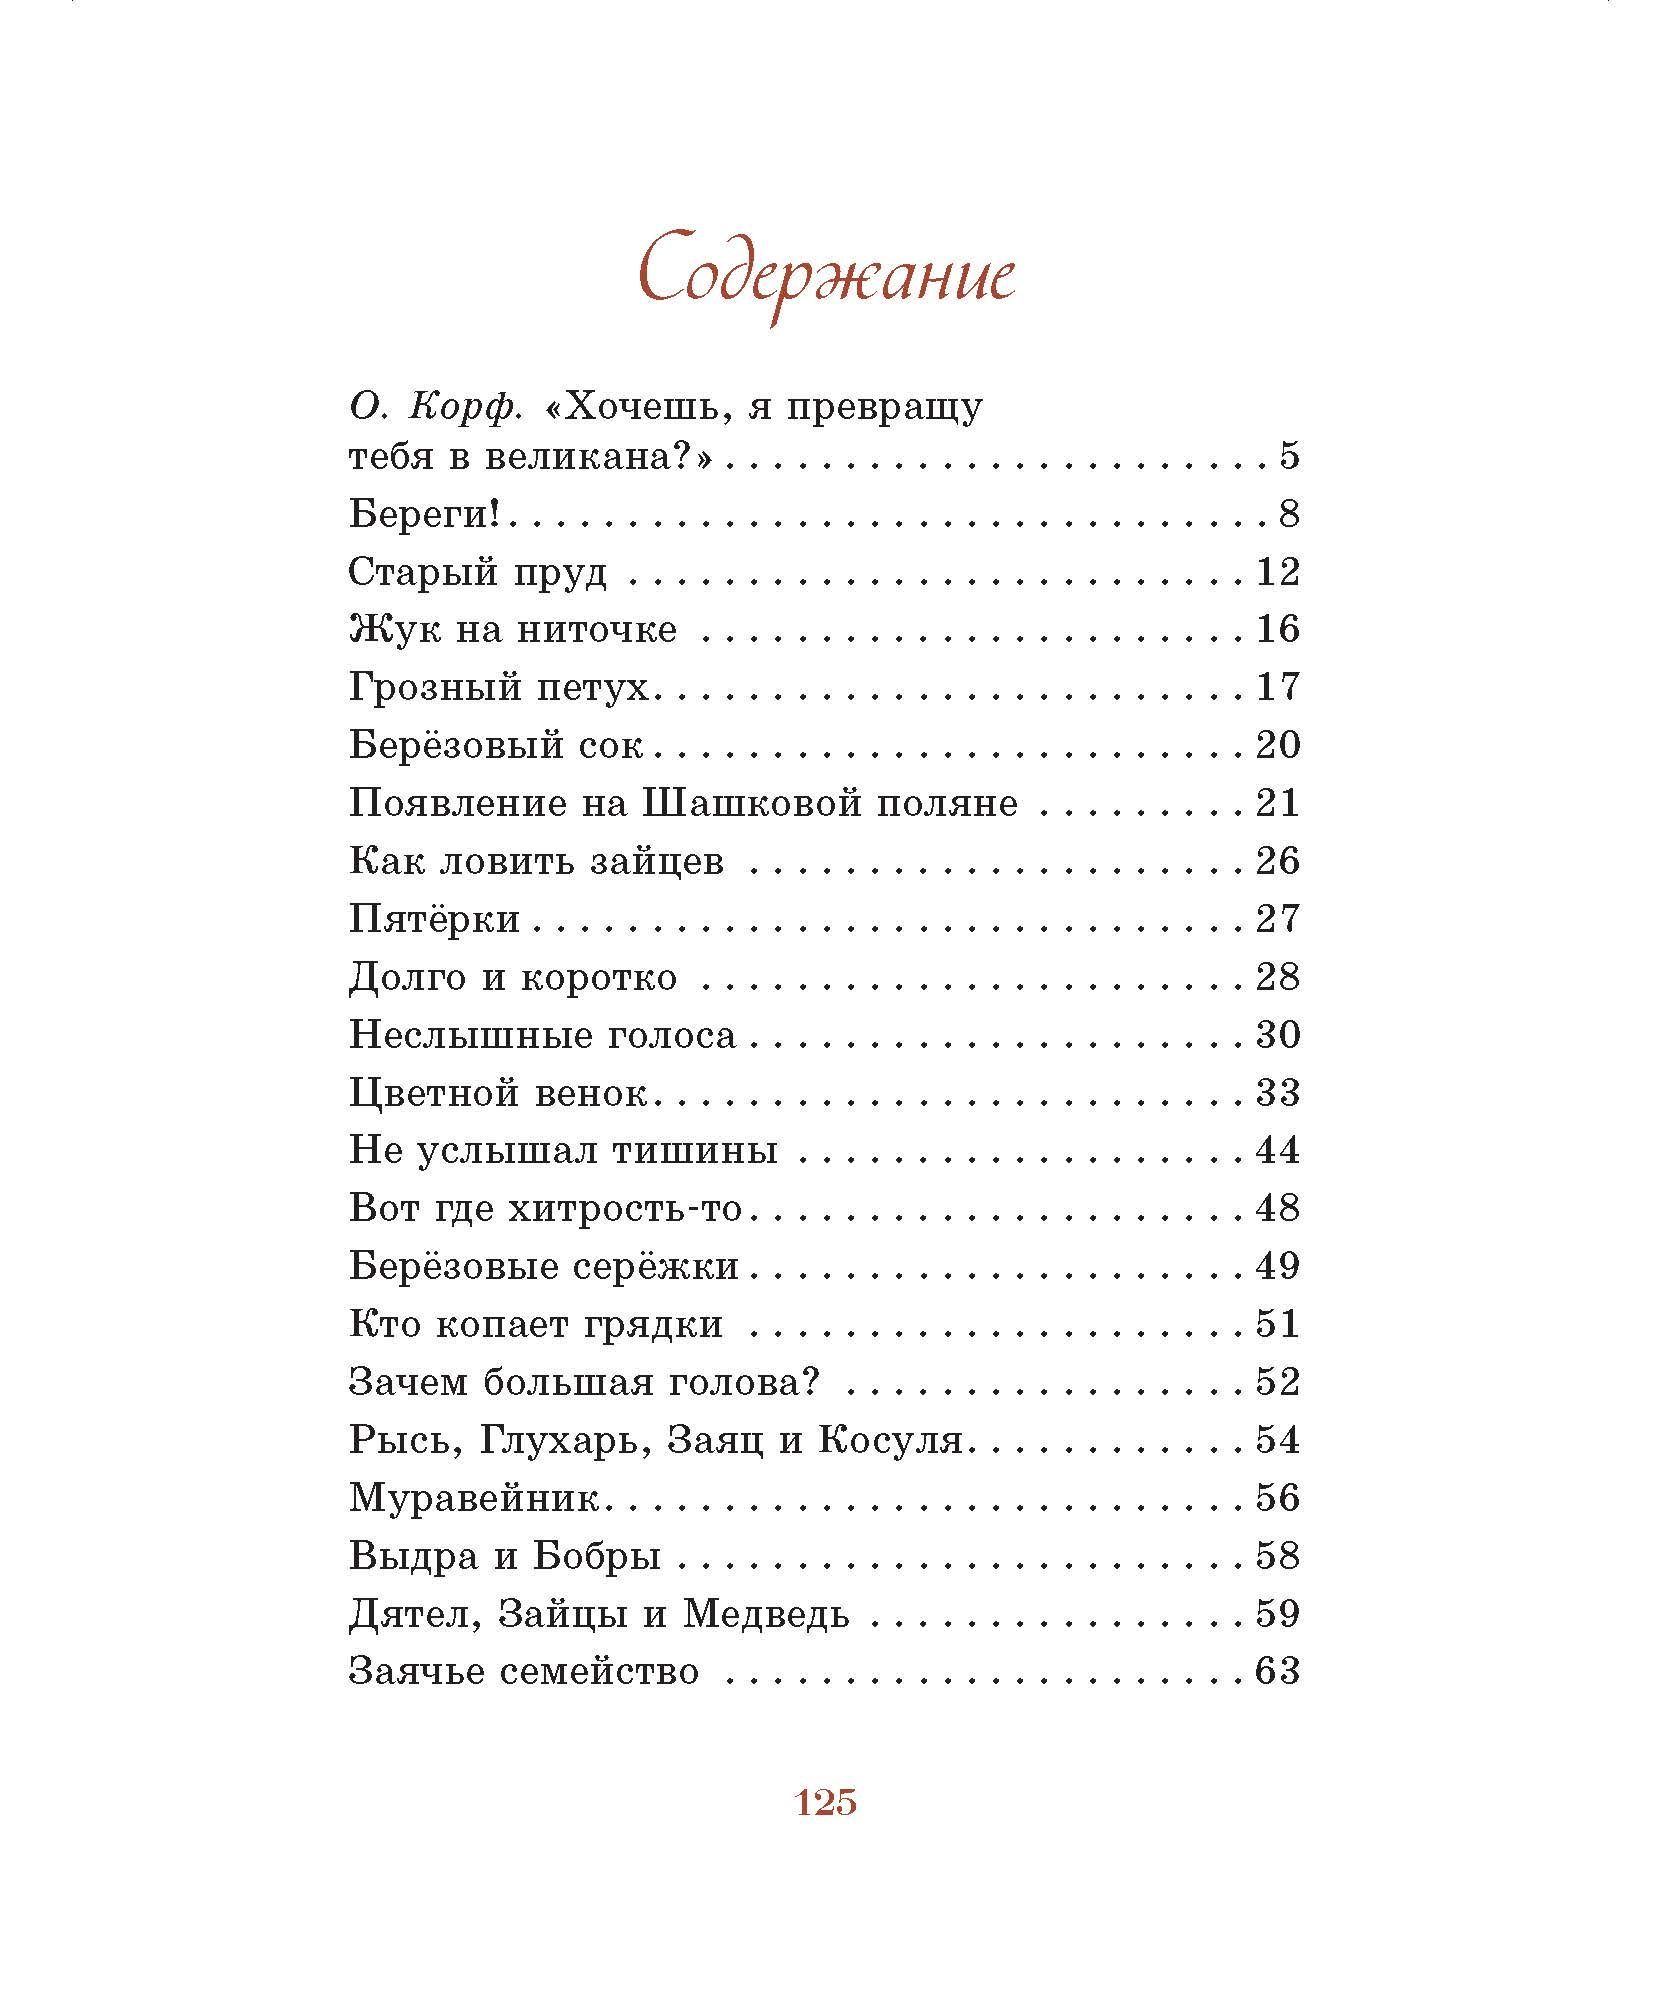 Содержание
О. Корф. «Хочешь, я превращу
тебя в великана?» . . . . . . . . . . . . . . . . . . . . . . . 5
Береги! . . . . . . . . . . . . . . . . . . . . . . . . . . . . . . . . 8
Старый пруд . . . . . . . . . . . . . . . . . . . . . . . . . . 12
Жук на ниточке . . . . . . . . . . . . . . . . . . . . . . . 16
Грозный петух. . . . . . . . . . . . . . . . . . . . . . . . . 17
Берёзовый сок . . . . . . . . . . . . . . . . . . . . . . . . . 20
Появление на Шашковой поляне . . . . . . . . . 21
Как ловить зайцев . . . . . . . . . . . . . . . . . . . . . 26
Пятёрки . . . . . . . . . . . . . . . . . . . . . . . . . . . . . . 27
Долго и коротко . . . . . . . . . . . . . . . . . . . . . . . 28
Неслышные голоса . . . . . . . . . . . . . . . . . . . . . 30
Цветной венок. . . . . . . . . . . . . . . . . . . . . . . . . 33
Не услышал тишины . . . . . . . . . . . . . . . . . . . 44
Вот где хитрость-то . . . . . . . . . . . . . . . . . . . . . 48
Берёзовые серёжки . . . . . . . . . . . . . . . . . . . . . 49
Кто копает грядки . . . . . . . . . . . . . . . . . . . . . 51
Зачем большая голова? . . . . . . . . . . . . . . . . . 52
Рысь, Глухарь, Заяц и Косуля. . . . . . . . . . . . 54
Муравейник. . . . . . . . . . . . . . . . . . . . . . . . . . . 56
Выдра и Бобры . . . . . . . . . . . . . . . . . . . . . . . . 58
Дятел, Зайцы и Медведь . . . . . . . . . . . . . . . . 59
Заячье семейство . . . . . . . . . . . . . . . . . . . . . . 63
125